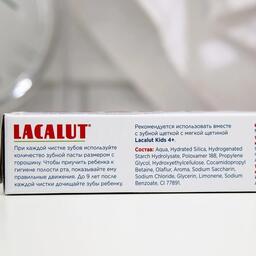 LACALUT
При каждой чистке зубов используйте
количество зубной пасты размером с
горошину. Чтобы приучить ребенка к
гигиене полости рта, показывайте ему
правильные движения. До 9 лет после
каждой чистки дочищайте зубы ребенку.
Рекомендуется использовать вместе
с зубной щеткой с мягкой щетиной
Lacalut Kids 4+.
Состав: Aqua, Hydrated Silica, Hydrogenated
Starch Hydrolysate, Poloxamer 188, Propylene
Glycol, Hydroxyethylcellulose, Cocamidopropyl
Betaine, Olaflur, Aroma, Sodium Saccharin,
Sodium Chloride, Glycerin, Limonene, Sodium
Benzoate, CI 77891.